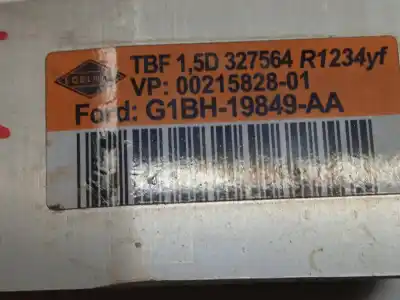 TBF 1,5D 327564 R1234yf
VP: 00215828-01
Ford: G1BH-19849-AA